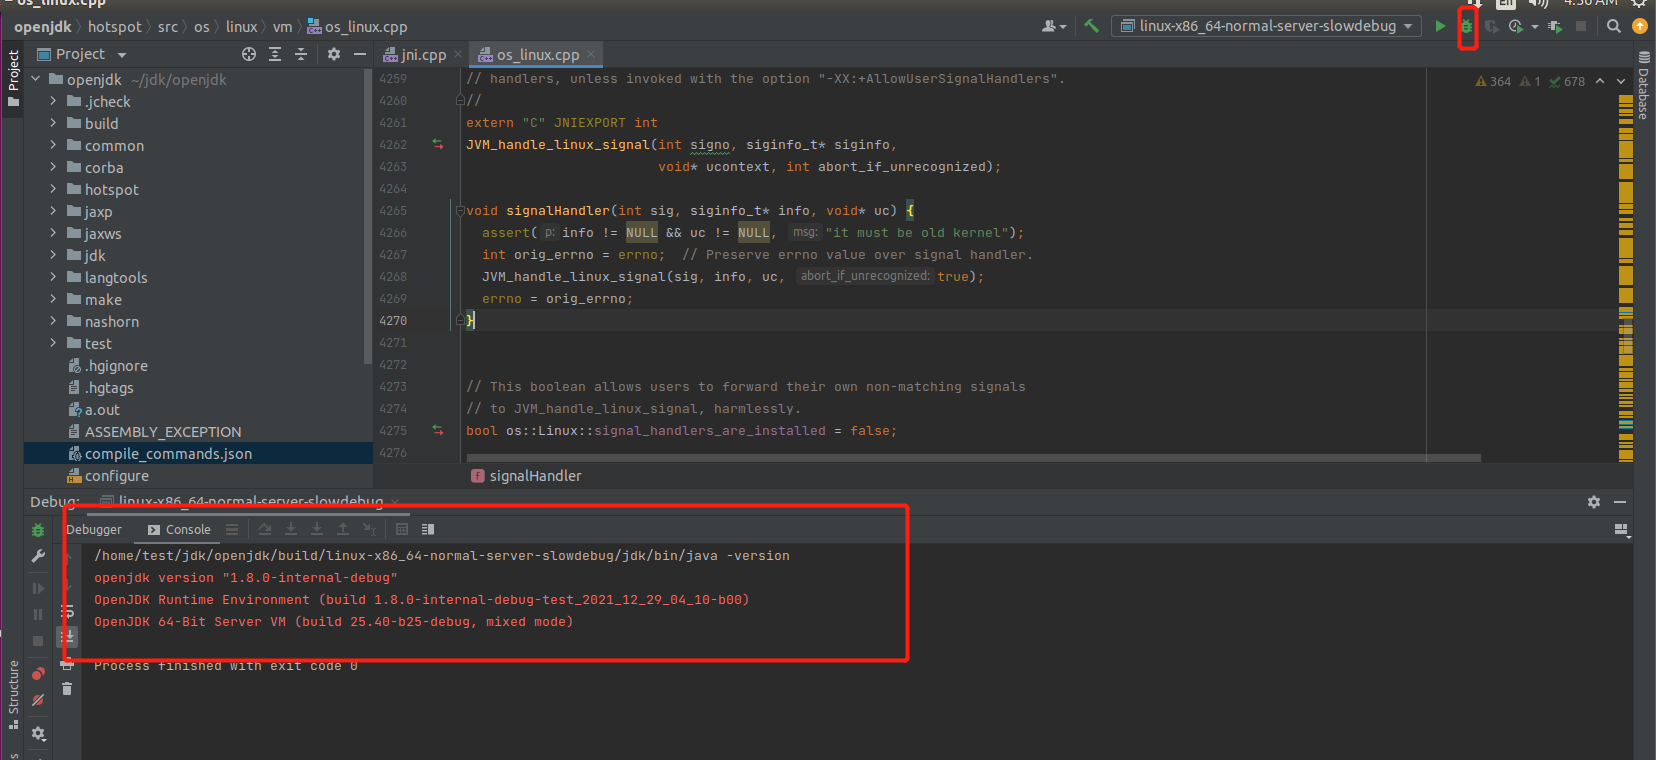 os_linux.cpp
En
4:36 AM
openjdk hotspot src os linux vm os_linux.cpp
linux-x86_64-normal-server-slowdebug
Project
Project
jni.cpp
os_linux.cpp
openjdk ~/jdk/openjdk
.jcheck
build
common
corba
hotspot
jaxp
jaxws
jdk
langtools
make
nashorn
test
.hgignore
.hgtags
a.out
ASSEMBLY_EXCEPTION
compile_commands.json
configure
364 1 678
Database
4259 // handlers, unless invoked with the option "-XX:+AllowUserSignalHandlers".
4260 //
4261 extern "C" JNIEXPORT int
4262 JVM_handle_linux_signal(int signo, siginfo_t* siginfo,
4263 void* ucontext, int abort_if_unrecognized);
4264
4265 void signalHandler(int sig, siginfo_t* info, void* uc) {
4266 assert( p: info != NULL && uc != NULL, msg: "it must be old kernel");
4267 int orig_errno = errno; // Preserve errno value over signal handler.
4268 JVM_handle_linux_signal(sig, info, uc, abort_if_unrecognized: true);
4269 errno = orig_errno;
4270 }
4271
4272
4273 // This boolean allows users to forward their own non-matching signals
4274 // to JVM_handle_linux_signal, harmlessly.
4275 bool os::Linux::signal_handlers_are_installed = false;
4276
f signalHandler
Debug: linux-x86_64-normal-server-slowdebug
Debugger Console
/home/test/jdk/openjdk/build/linux-x86_64-normal-server-slowdebug/jdk/bin/java -version
openjdk version "1.8.0-internal-debug"
OpenJDK Runtime Environment (build 1.8.0-internal-debug-test_2021_12_29_04_10-b00)
OpenJDK 64-Bit Server VM (build 25.40-b25-debug, mixed mode)
Process finished with exit code 0
Structure